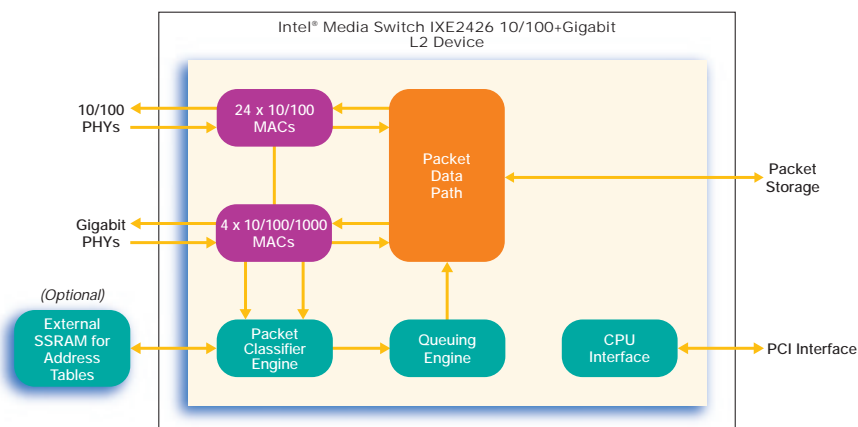 Intel® Media Switch IXE2426 10/100+Gigabit
L2 Device
10/100
PHYs
24 x 10/100
MACs
Packet
Data
Path
Packet
Storage
Gigabit
PHYs
4 x 10/100/1000
MACs
(Optional)
External
SSRAM for
Address
Tables
Packet
Classifier
Engine
Queuing
Engine
CPU
Interface
PCI Interface